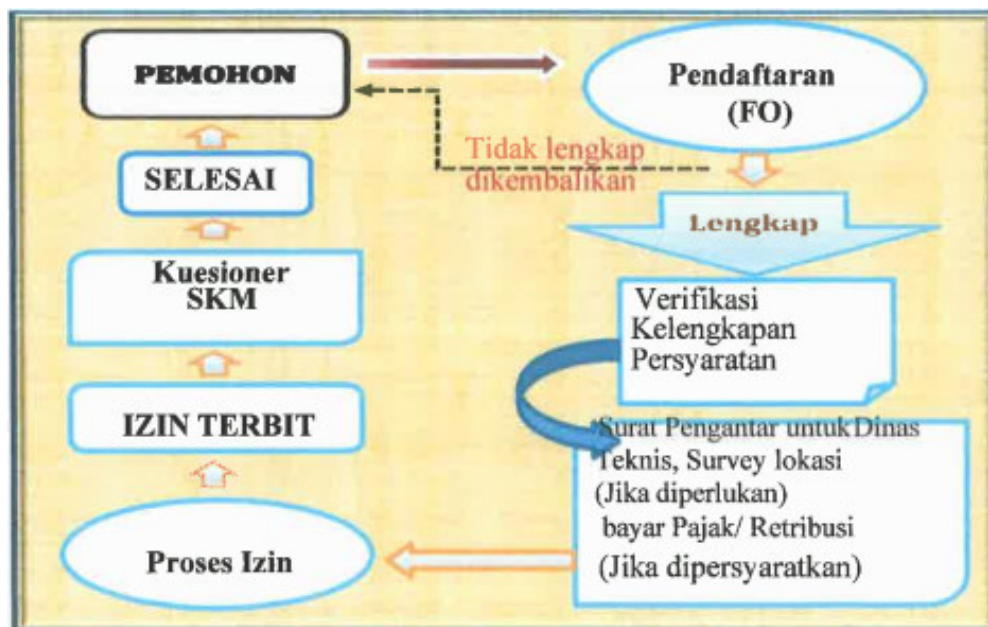 PEMOHON
Pendaftaran
(FO)
Tidak lengkap
dikembalikan
Lengkap
Verifikasi
Kelengkapan
Persyaratan
Surat Pengantar untuk Dinas
Teknis, Survey lokasi
(Jika diperlukan)
bayar Pajak/ Retribusi
(Jika dipersyaratkan)
Proses Izin
IZIN TERBIT
Kuesioner
SKM
SELESAI